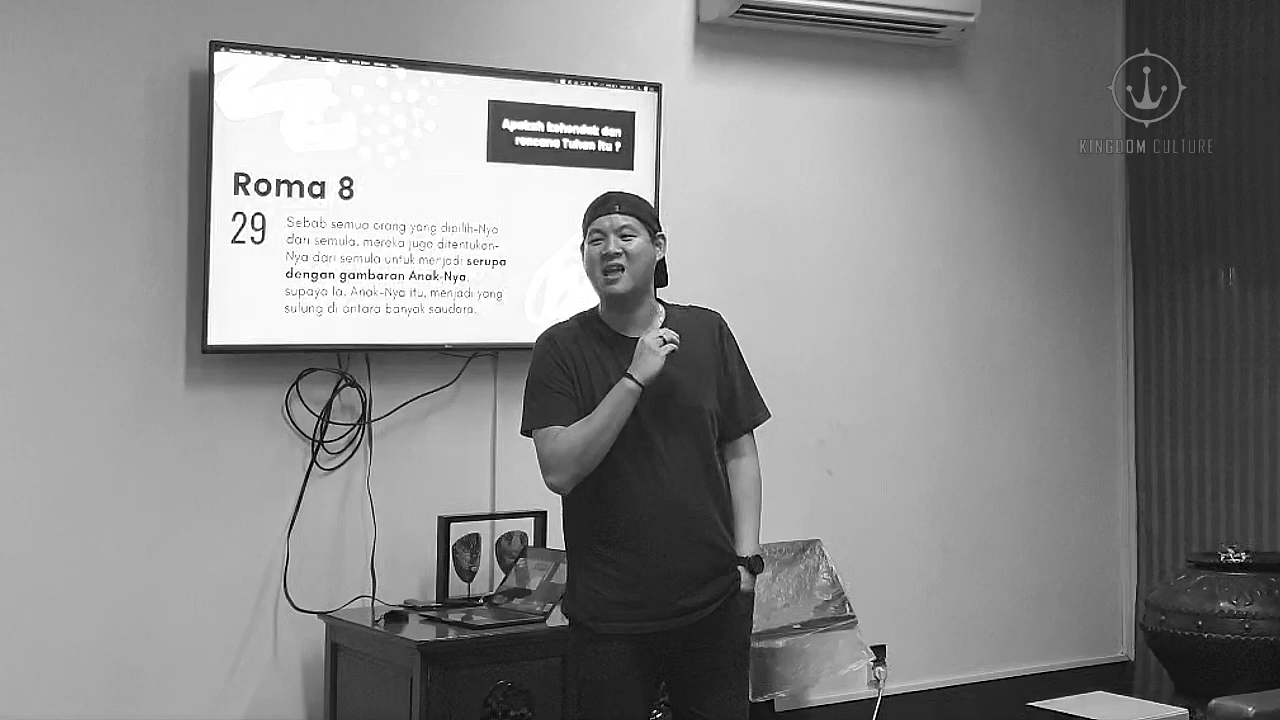 Apakah kehendak dan
rencana Tuhan itu ?
Roma 8
29
Sebab semua orang yang dipilih-Nya
dari semula, mereka juga ditentukan-
Nya dari semula untuk menjadi serupa
dengan gambaran Anak-Nya,
supaya Ia, Anak-Nya itu, menjadi yang
sulung di antara banyak saudara.
KINGDOM CULTURE